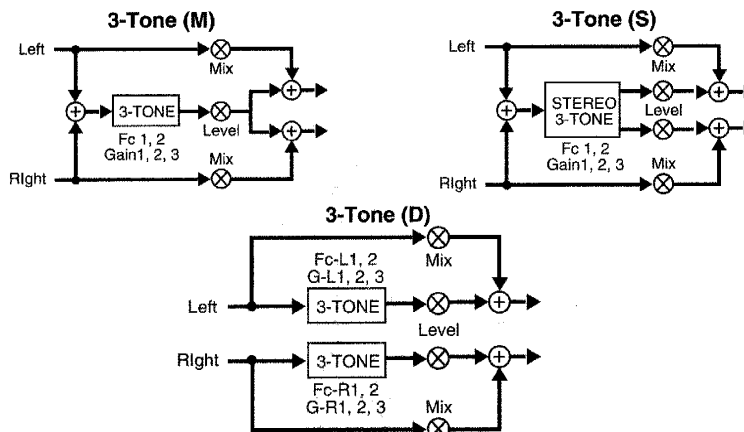 3-Tone (M)
Left
Mix
3-TONE
Level
Fc 1, 2
Gain1, 2, 3
RIght
Mix
3-Tone (S)
Left
Mix
STEREO
3-TONE
Level
Fc 1, 2
Gain1, 2, 3
RIght
Mix
3-Tone (D)
Fc-L1, 2
G-L1, 2, 3
Mix
Left
3-TONE
Level
RIght
3-TONE
Fc-R1, 2
G-R1, 2, 3
Mix